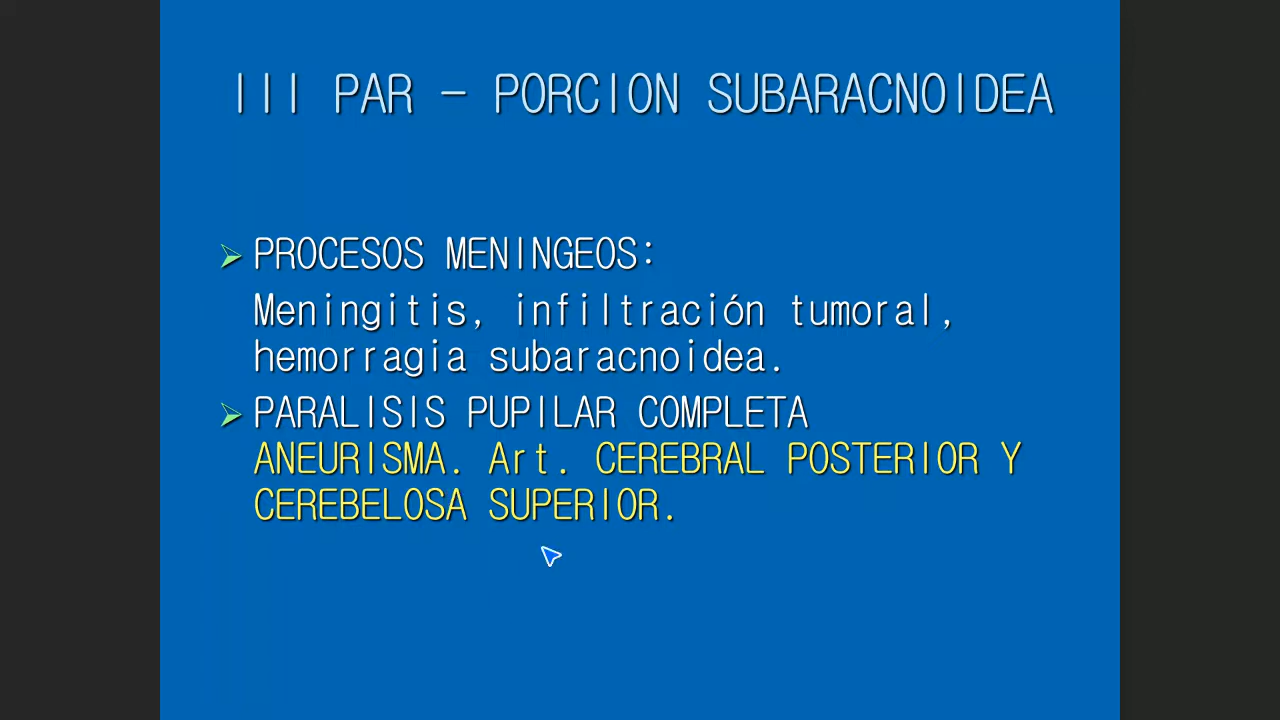 III PAR - PORCION SUBARACNOIDEA
PROCESOS MENINGEOS:
Meningitis, infiltración tumoral,
hemorragia subaracnoidea.
PARALISIS PUPILAR COMPLETA
ANEURISMA. Art. CEREBRAL POSTERIOR Y
CEREBELOSA SUPERIOR.